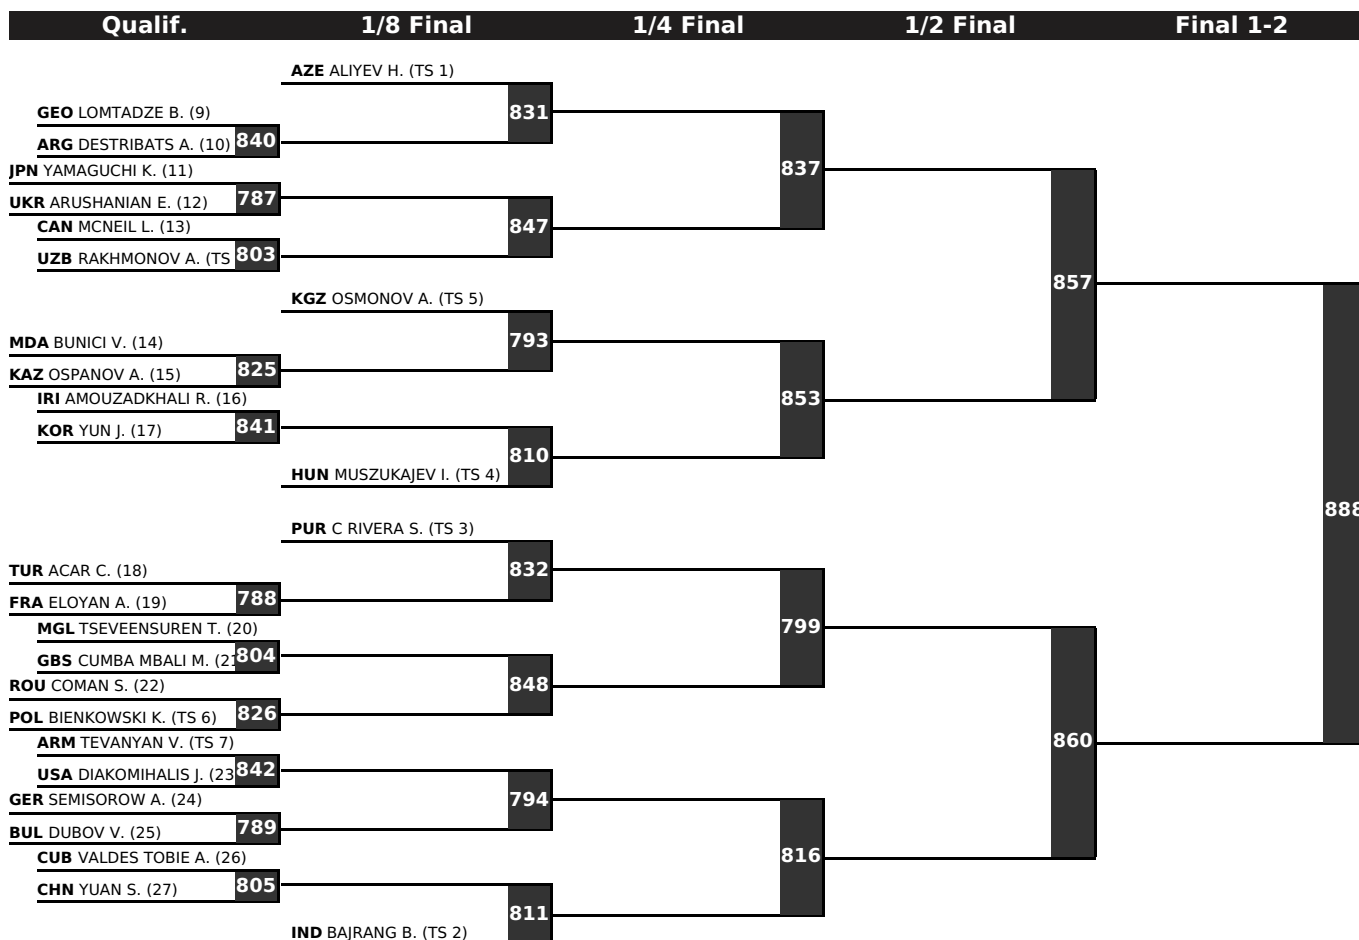 Qualif. 1/8 Final 1/4 Final 1/2 Final Final 1-2
AZE ALIYEV H. (TS 1)
831
GEO LOMTADZE B. (9)
ARG DESTRIBATS A. (10) 840
JPN YAMAGUCHI K. (11)
837
UKR ARUSHANIAN E. (12) 787
CAN MCNEIL L. (13)
847
UZB RAKHMONOV A. (TS 803
857
KGZ OSMONOV A. (TS 5)
793
MDA BUNICI V. (14)
KAZ OSPANOV A. (15) 825
IRI AMOUZADKHALI R. (16)
853
KOR YUN J. (17) 841
810
HUN MUSZUKAJEV I. (TS 4)
888
PUR C RIVERA S. (TS 3)
832
TUR ACAR C. (18)
FRA ELOYAN A. (19) 788
MGL TSEVEENSUREN T. (20)
799
GBS CUMBA MBALI M. (21 804
ROU COMAN S. (22)
848
POL BIENKOWSKI K. (TS 6) 826
ARM TEVANYAN V. (TS 7)
860
USA DIAKOMIHALIS J. (23 842
GER SEMISOROW A. (24)
794
BUL DUBOV V. (25) 789
CUB VALDES TOBIE A. (26)
816
CHN YUAN S. (27) 805
811
IND BAJRANG B. (TS 2)